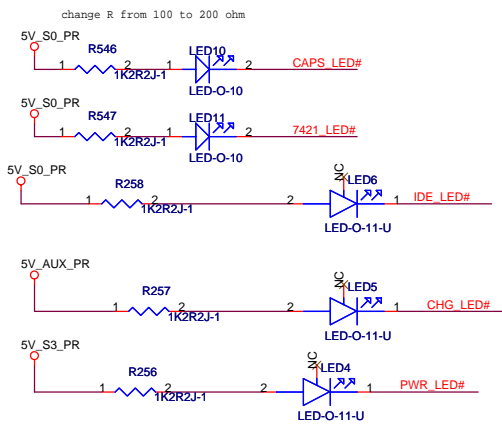 change R from 100 to 200 ohm
5V_S0_PR
R546
LED10
1 2 1 2 CAPS_LED#
1K2R2J-1
LED-O-10
5V_S0_PR
R547
LED11
1 2 1 2 7421_LED#
1K2R2J-1
LED-O-10
5V_S0_PR
NC
R258
LED6
1 2 2 1 IDE_LED#
1K2R2J-1
LED-O-11-U
5V_AUX_PR
NC
R257
LED5
1 2 2 1 CHG_LED#
1K2R2J-1
LED-O-11-U
5V_S3_PR
NC
R256
LED4
1 2 2 1 PWR_LED#
1K2R2J-1
LED-O-11-U